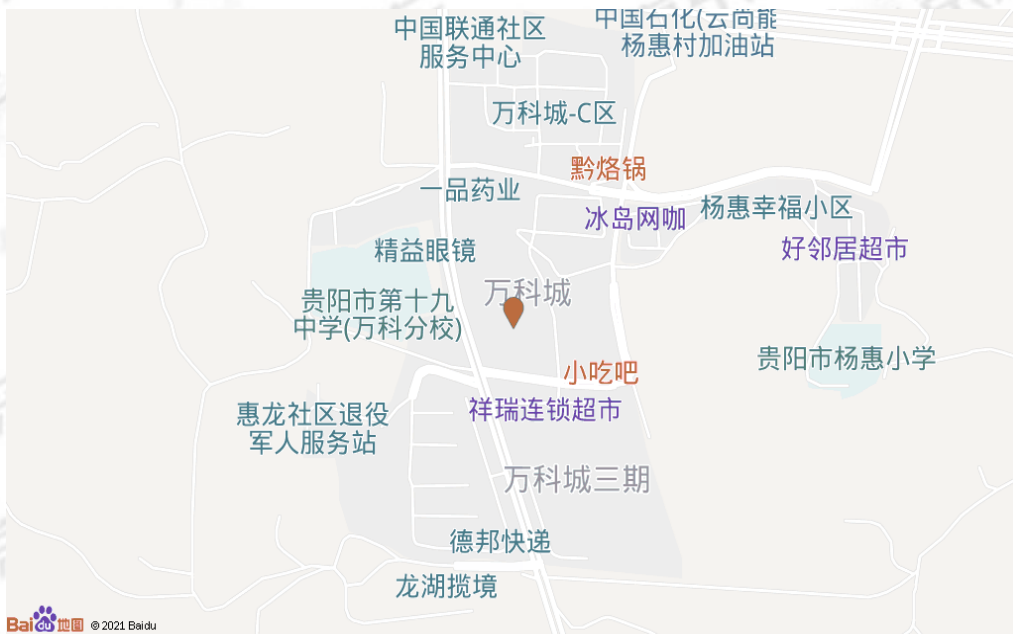 中国联通社区
服务中心
中国石化(云尚能
杨惠村加油站
万科城-C区
黔烙锅
一品药业
冰岛网咖
杨惠幸福小区
精益眼镜
好邻居超市
万科城
贵阳市第十九
中学(万科分校)
贵阳市杨惠小学
小吃吧
惠龙社区退役
军人服务站
祥瑞连锁超市
万科城三期
德邦快递
龙湖揽境
Bai du 地图 © 2021 Baidu